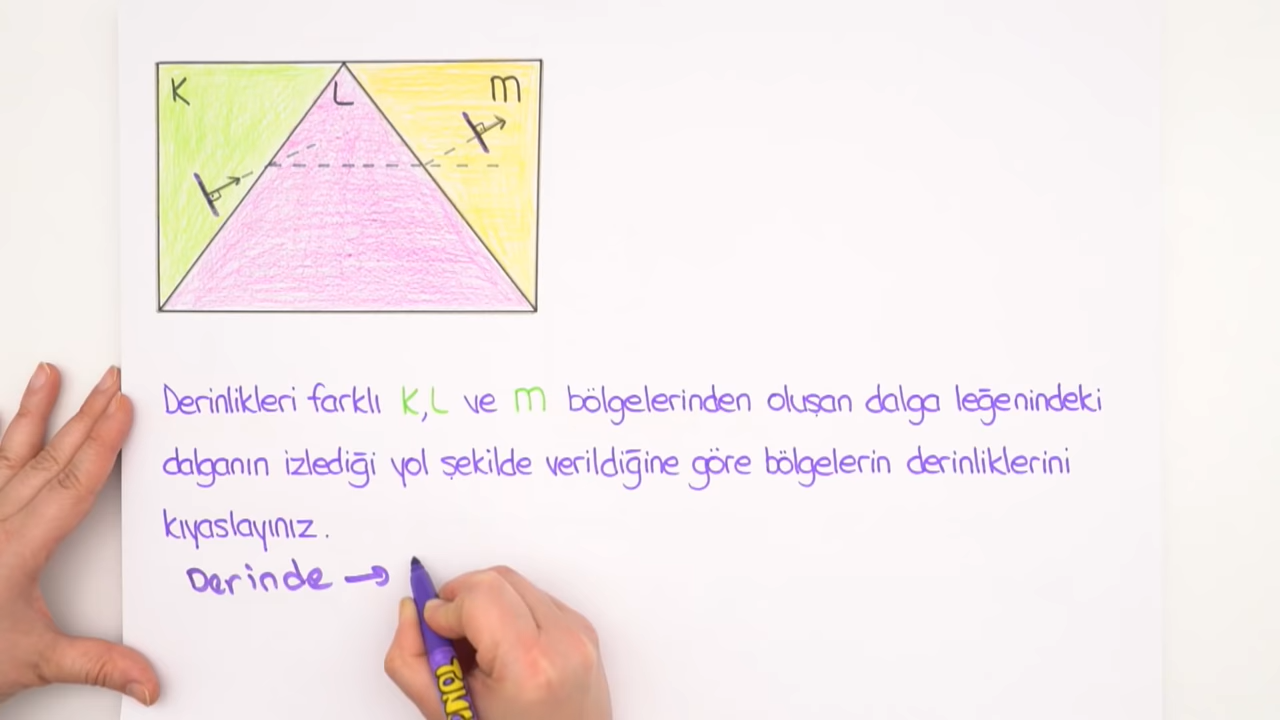 K
L
m
Derinlikleri farklı K,L ve m bölgelerinden oluşan dalga leğenindeki
dalganın izlediği yol şekilde verildiğine göre bölgelerin derinliklerini
kıyaslayınız.
Derinde →